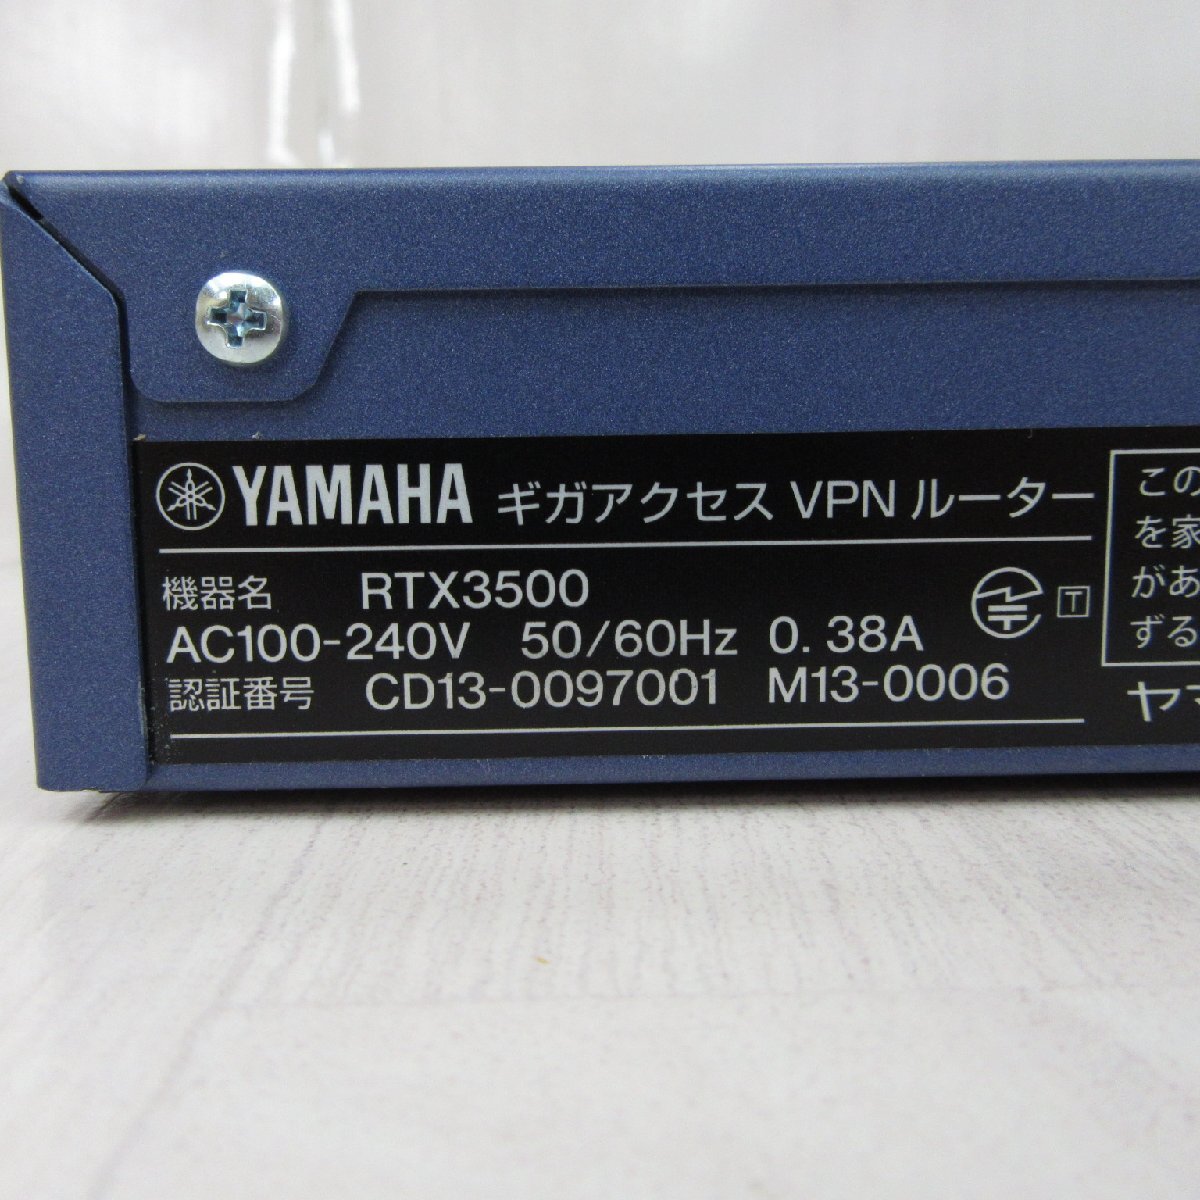 YAMAHA ギガアクセス VPN ルーター
機器名 RTX3500
AC100-240V 50/60Hz 0.38A
T
認証番号 CD13-0097001 M13-0006
この
を家
があ
ずる
ヤマ